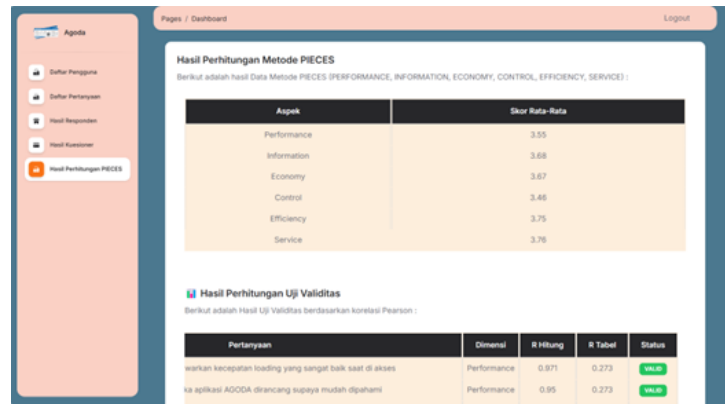 Agoda
Daftar Pengguna
Daftar Pertanyaan
Hasil Responden
Hasil Kuesioner
Hasil Perhitungan PIECES
Pages / Dashboard
Logout
Hasil Perhitungan Metode PIECES
Berikut adalah hasil Data Metode PIECES (PERFORMANCE, INFORMATION, ECONOMY, CONTROL, EFFICIENCY, SERVICE) :
Aspek Skor Rata-Rata
Performance 3.55
Information 3.68
Economy 3.67
Control 3.46
Efficiency 3.75
Service 3.76
Hasil Perhitungan Uji Validitas
Berikut adalah Hasil Uji Validitas berdasarkan korelasi Pearson :
Pertanyaan Dimensi R Hitung R Tabel Status
warkan kecepatan loading yang sangat baik saat di akses Performance 0.971 0.273 VALID
ka aplikasi AGODA dirancang supaya mudah dipahami Performance 0.95 0.273 VALID